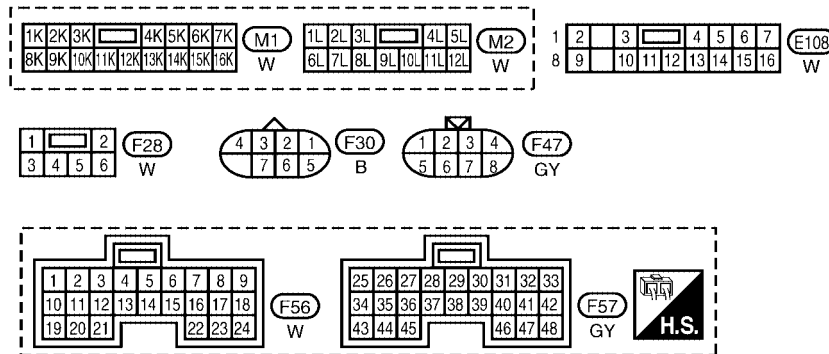 1K 2K 3K 4K 5K 6K 7K M1 1L 2L 3L 4L 5L M2 1 2 3 4 5 6 7 E108
8K 9K 10K 11K 12K 13K 14K 15K 16K W 6L 7L 8L 9L 10L 11L 12L W 8 9 10 11 12 13 14 15 16 W
1 2 F28 4 3 2 1 F30 1 2 3 4 F47
3 4 5 6 W 7 6 5 B 5 6 7 8 GY
1 2 3 4 5 6 7 8 9 25 26 27 28 29 30 31 32 33
10 11 12 13 14 15 16 17 18 F56 34 35 36 37 38 39 40 41 42 F57
19 20 21 22 23 24 W 43 44 45 46 47 48 GY H.S.